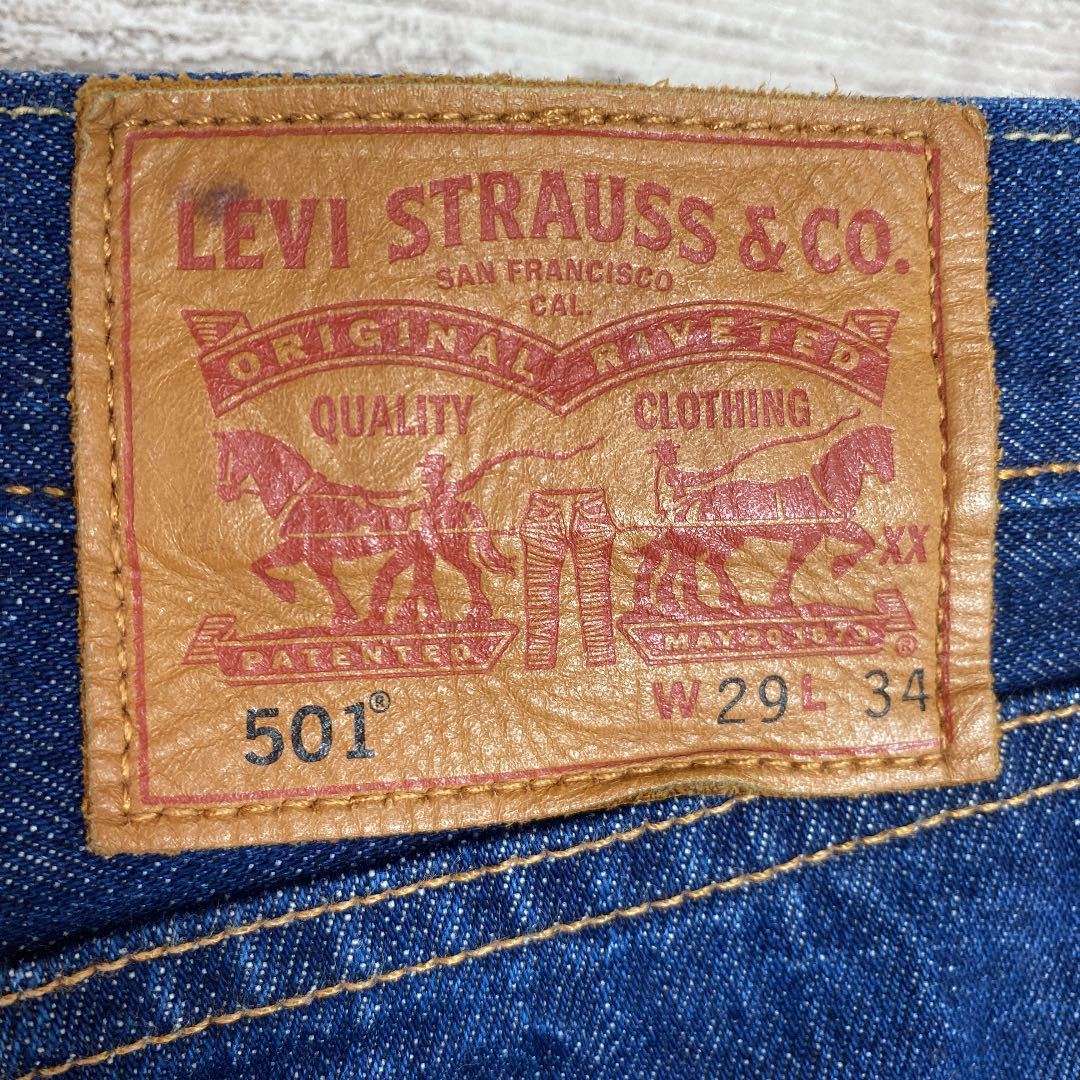 LEVI STRAUSS & CO.
SAN FRANCISCO
CAL.
ORIGINAL RIVETED
QUALITY CLOTHING
XX
PATENTED MAY 20 1873 ®
501® W 29 L 34